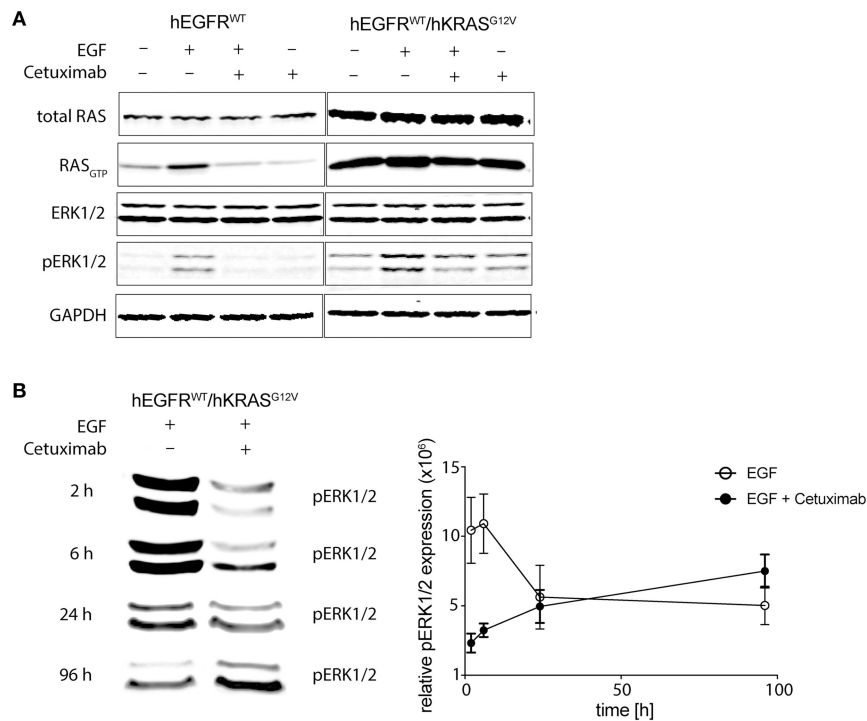 A
hEGFRᵂᵀ hEGFRᵂᵀ/hKRASᴳ¹²ⱽ
EGF − + + − − + + −
Cetuximab − − + + − − + +
total RAS
RAS_GTP
ERK1/2
pERK1/2
GAPDH
B
hEGFRᵂᵀ/hKRASᴳ¹²ⱽ
EGF + +
Cetuximab − +
2 h pERK1/2
6 h pERK1/2
24 h pERK1/2
96 h pERK1/2
relative pERK1/2 expression (x10⁶)
15
10
5
1
0 50 100
time [h]
EGF
EGF + Cetuximab